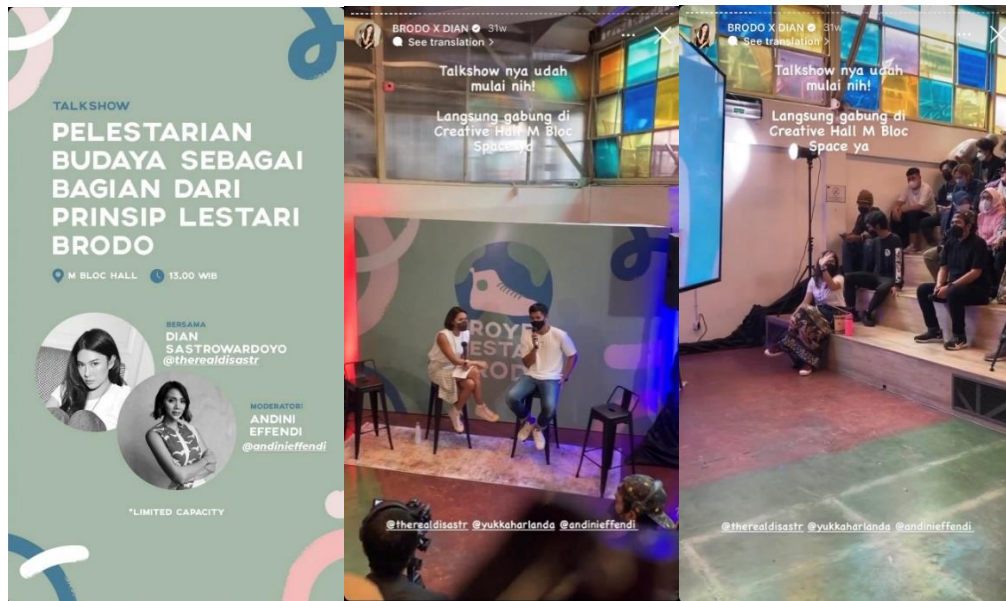 TALKSHOW
PELESTARIAN
BUDAYA SEBAGAI
BAGIAN DARI
PRINSIP LESTARI
BRODO
M BLOC HALL 13.00 WIB
BERSAMA
DIAN
SASTROWARDOYO
@therealdisastr
MODERATOR:
ANDINI
EFFENDI
@andinieffendi
*LIMITED CAPACITY
BRODO X DIAN 31w
See translation >
Talkshow nya udah
mulai nih!
Langsung gabung di
Creative Hall M Bloc
Space ya
@therealdisastr @yukkaharlanda @andinieffendi
BRODO X DIAN 31w
See translation >
Talkshow nya udah
mulai nih!
Langsung gabung di
Creative Hall M Bloc
Space ya
@therealdisastr @yukkaharlanda @andinieffendi